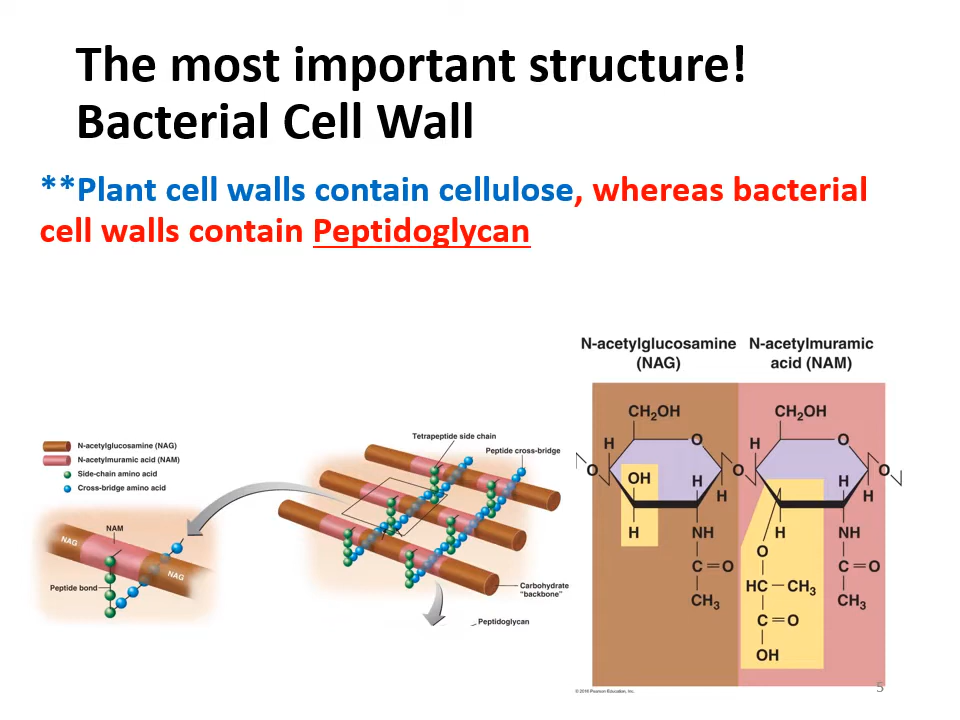 The most important structure!
Bacterial Cell Wall
**Plant cell walls contain cellulose, whereas bacterial
cell walls contain Peptidoglycan
N-acetylglucosamine (NAG)
N-acetylmuramic acid (NAM)
Side-chain amino acid
Cross-bridge amino acid
NAM
NAG
NAG
Peptide bond
Tetrapeptide side chain
Peptide cross-bridge
Carbohydrate
"backbone"
Peptidoglycan
N-acetylglucosamine
(NAG)
CH₂OH
H
O
O
OH
H
H
H
NH
C=O
CH₃
N-acetylmuramic
acid (NAM)
CH₂OH
H
O
O
O
H
H
H
NH
O
C=O
HC–CH₃
CH₃
C=O
OH
© 2016 Pearson Education, Inc.
5